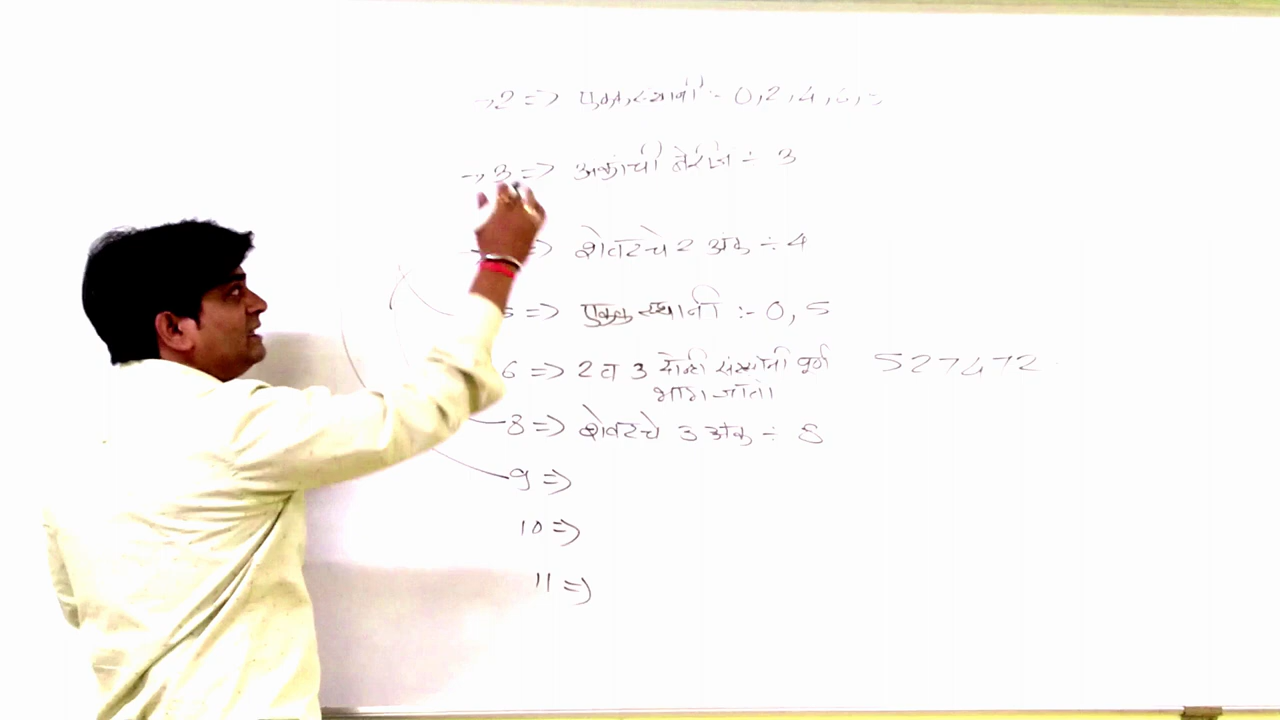 → 2 => एकक स्थानी :- 0, 2, 4, 6, 8
→ 3 => अंकांची बेरीज ÷ 3
=> शेवटचे 2 अंक ÷ 4
5 => एकक स्थानी :- 0, 5
6 => 2 व 3 दोन्ही संख्यांनी पूर्ण 527472
भाग जातो
8 => शेवटचे 3 अंक ÷ 8
9 =>
10 =>
11 =>